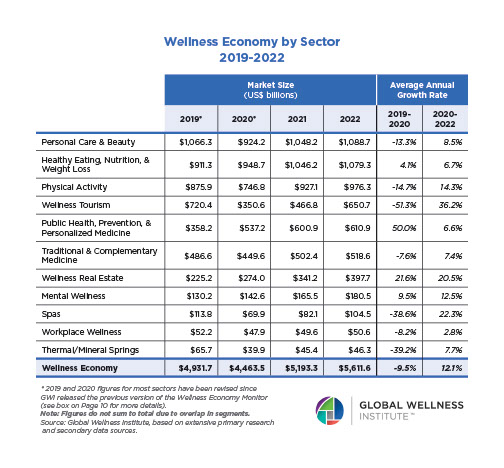 Wellness Economy by Sector
2019-2022
Market Size
(US$ billions)
Average Annual
Growth Rate
2019*
2020*
2021
2022
2019-
2020
2020-
2022
Personal Care & Beauty $1,066.3 $924.2 $1,048.2 $1,088.7 -13.3% 8.5%
Healthy Eating, Nutrition, &
Weight Loss $911.3 $948.7 $1,046.2 $1,079.3 4.1% 6.7%
Physical Activity $875.9 $746.8 $927.1 $976.3 -14.7% 14.3%
Wellness Tourism $720.4 $350.6 $466.8 $650.7 -51.3% 36.2%
Public Health, Prevention, &
Personalized Medicine $358.2 $537.2 $600.9 $610.9 50.0% 6.6%
Traditional & Complementary
Medicine $486.6 $449.6 $502.4 $518.6 -7.6% 7.4%
Wellness Real Estate $225.2 $274.0 $341.2 $397.7 21.6% 20.5%
Mental Wellness $130.2 $142.6 $165.5 $180.5 9.5% 12.5%
Spas $113.8 $69.9 $82.1 $104.5 -38.6% 22.3%
Workplace Wellness $52.2 $47.9 $49.6 $50.6 -8.2% 2.8%
Thermal/Mineral Springs $65.7 $39.9 $45.4 $46.3 -39.2% 7.7%
Wellness Economy $4,931.7 $4,463.5 $5,193.3 $5,611.6 -9.5% 12.1%
* 2019 and 2020 figures for most sectors have been revised since
GWI released the previous version of the Wellness Economy Monitor
(see box on Page 10 for more details).
Note: Figures do not sum to total due to overlap in segments.
Source: Global Wellness Institute, based on extensive primary research
and secondary data sources.
GLOBAL WELLNESS
INSTITUTE™